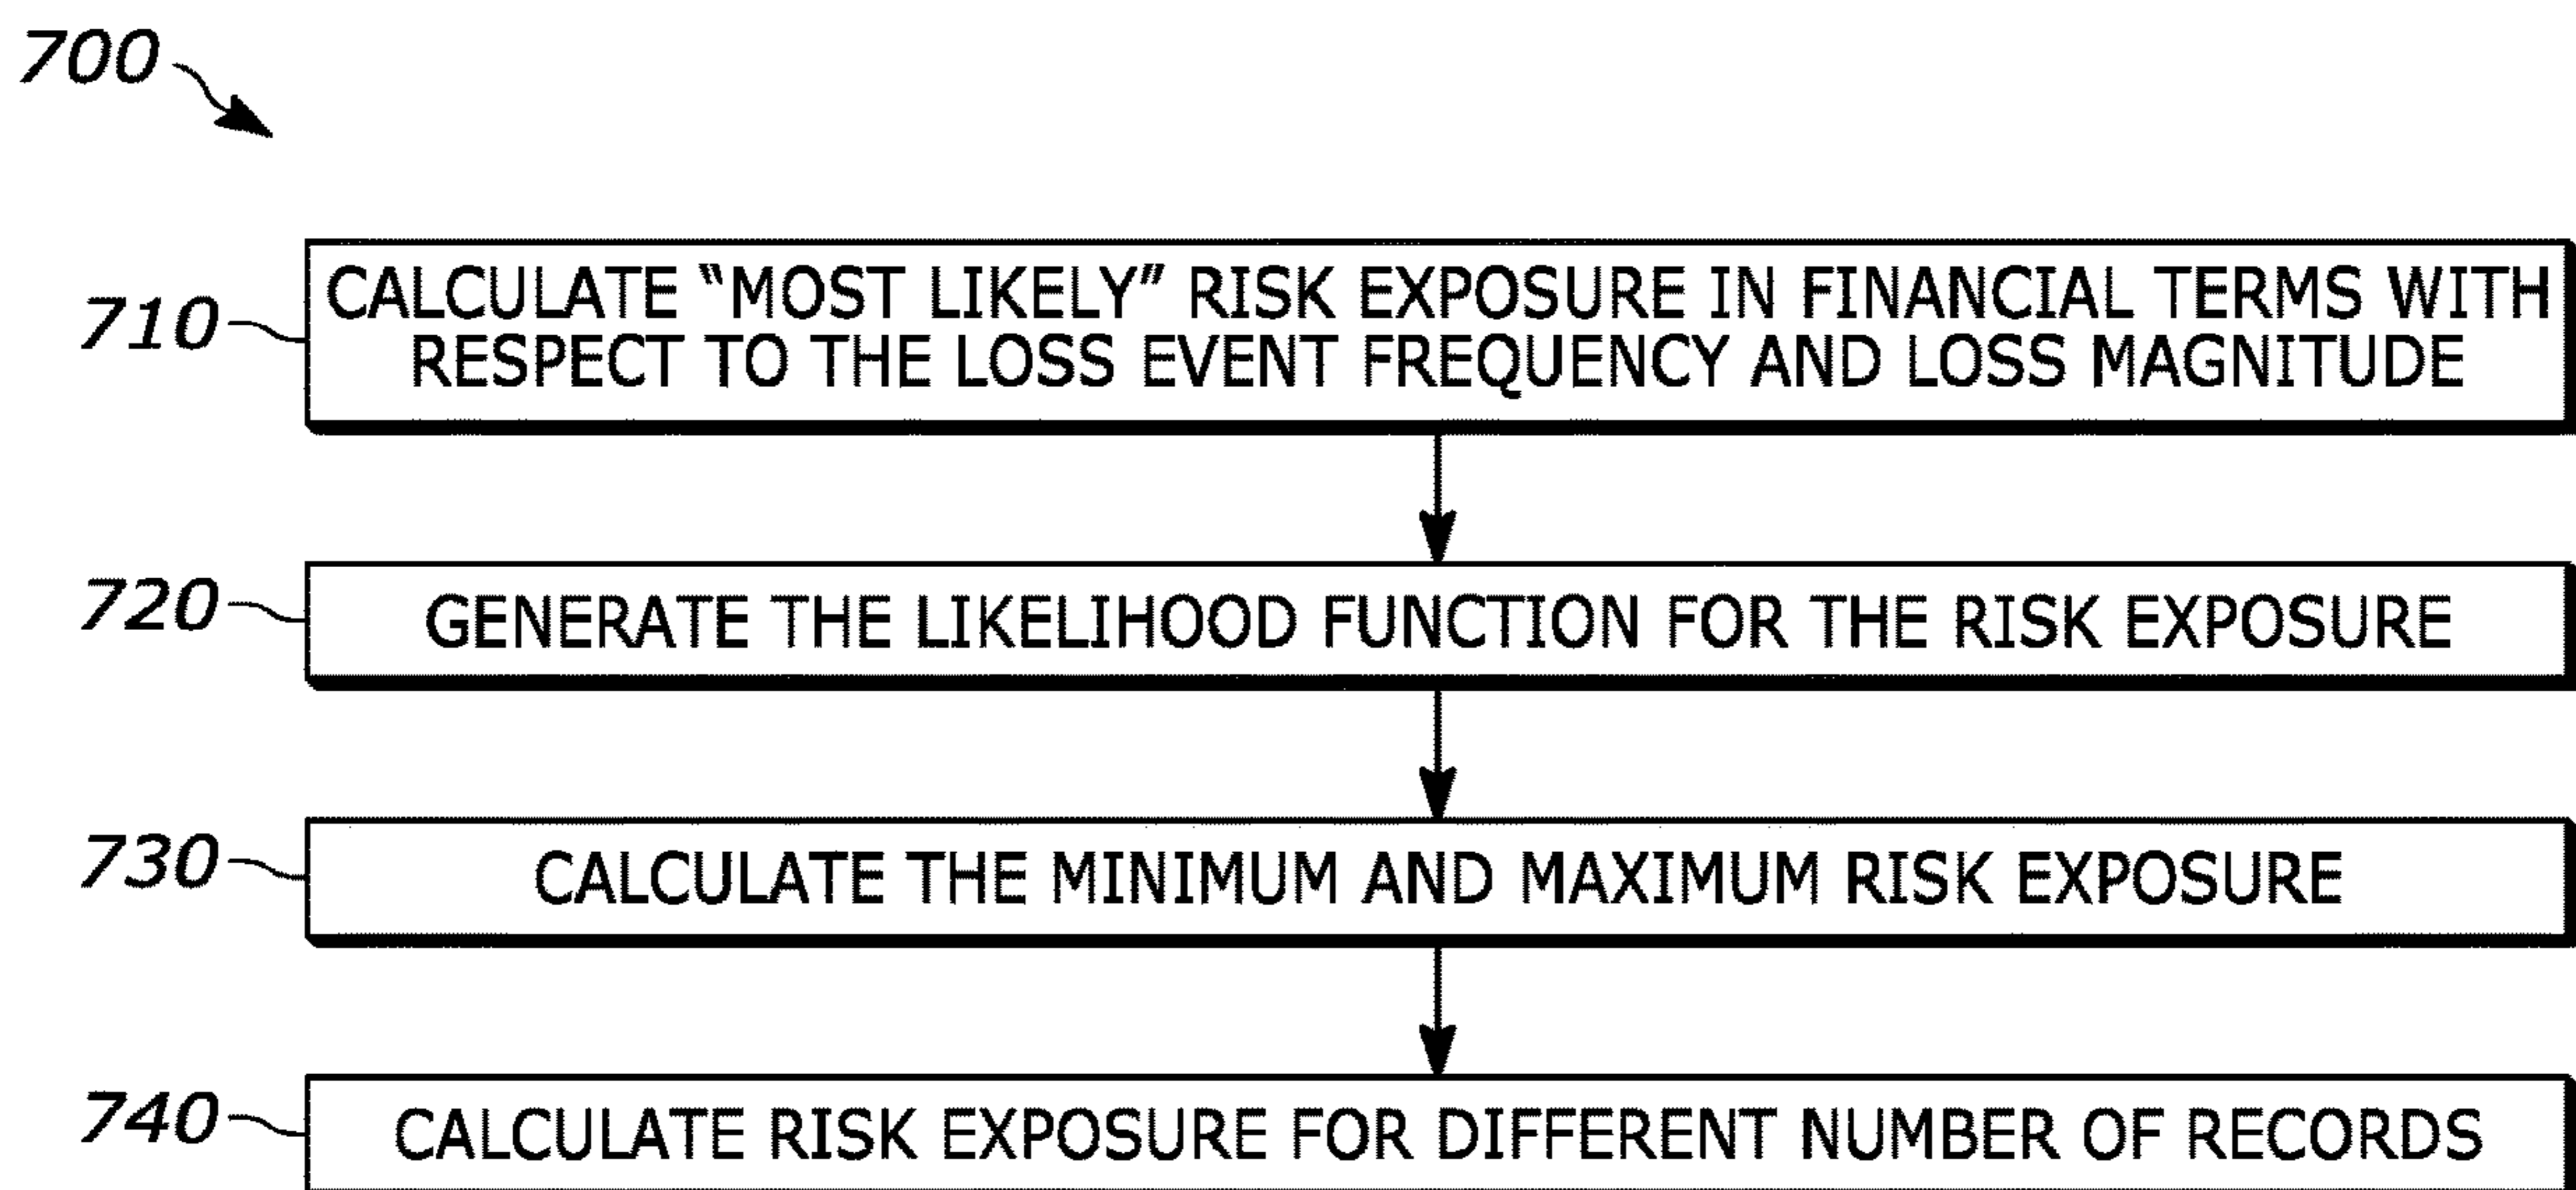 700
710
CALCULATE “MOST LIKELY” RISK EXPOSURE IN FINANCIAL TERMS WITH
RESPECT TO THE LOSS EVENT FREQUENCY AND LOSS MAGNITUDE
720
GENERATE THE LIKELIHOOD FUNCTION FOR THE RISK EXPOSURE
730
CALCULATE THE MINIMUM AND MAXIMUM RISK EXPOSURE
740
CALCULATE RISK EXPOSURE FOR DIFFERENT NUMBER OF RECORDS